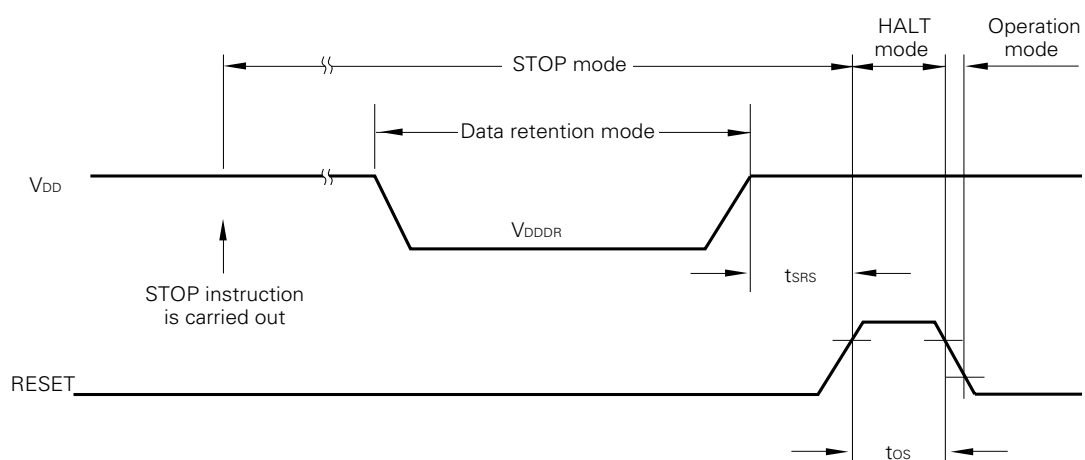 HALT
mode
Operation
mode
STOP mode
Data retention mode
VDD
VDDDR
tSRS
STOP instruction
is carried out
RESET
tOS